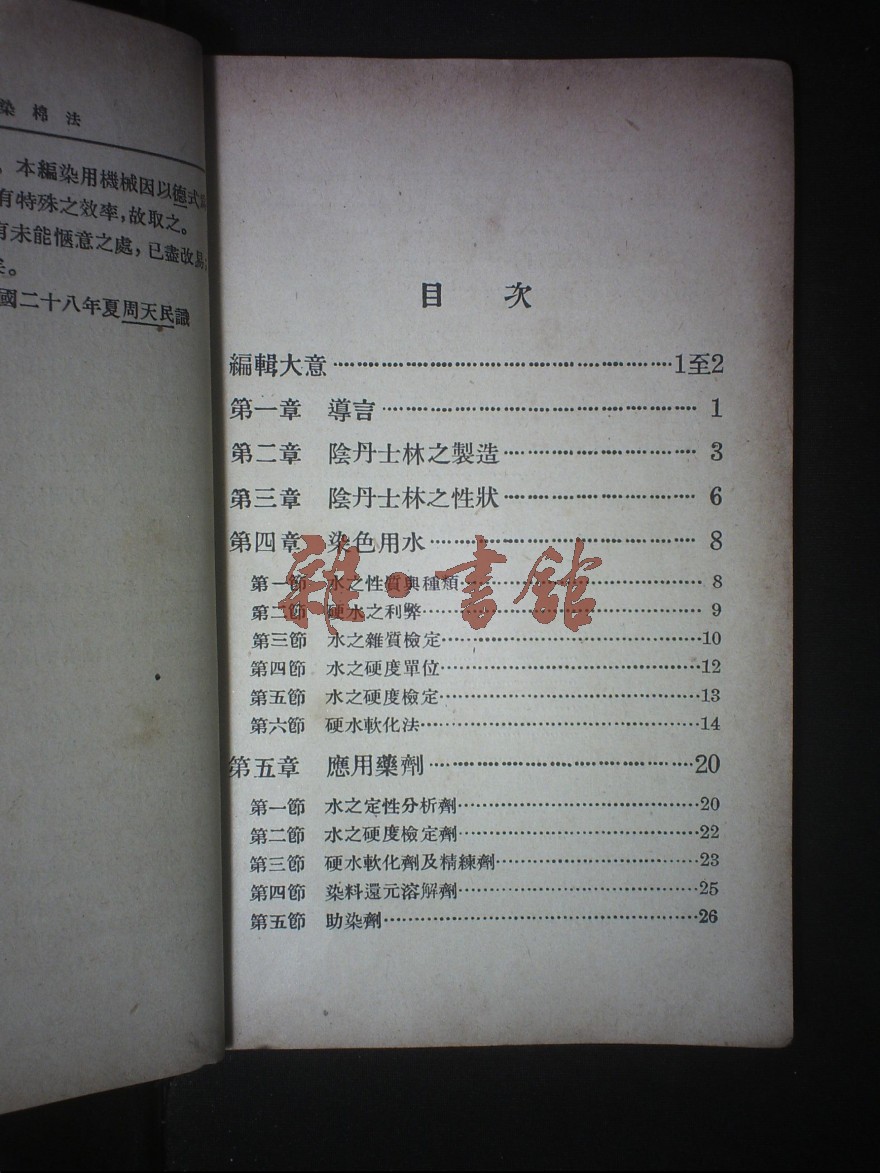 染棉法
本編染用機械因以德式
有特殊之效率，故取之。
有未能愜意之處，已盡改易
國二十八年夏周天民識
目 次
編輯大意……1至2
第一章 導言……1
第二章 陰丹士林之製造……3
第三章 陰丹士林之性狀……6
第四章 染色用水……8
第一節 水之性質與種類……8
第二節 硬水之利弊……9
第三節 水之雜質檢定……10
第四節 水之硬度單位……12
第五節 水之硬度檢定……13
第六節 硬水軟化法……14
第五章 應用藥劑……20
第一節 水之定性分析劑……20
第二節 水之硬度檢定劑……22
第三節 硬水軟化劑及精練劑……23
第四節 染料還元溶解劑……25
第五節 助染劑……26
雜·書館